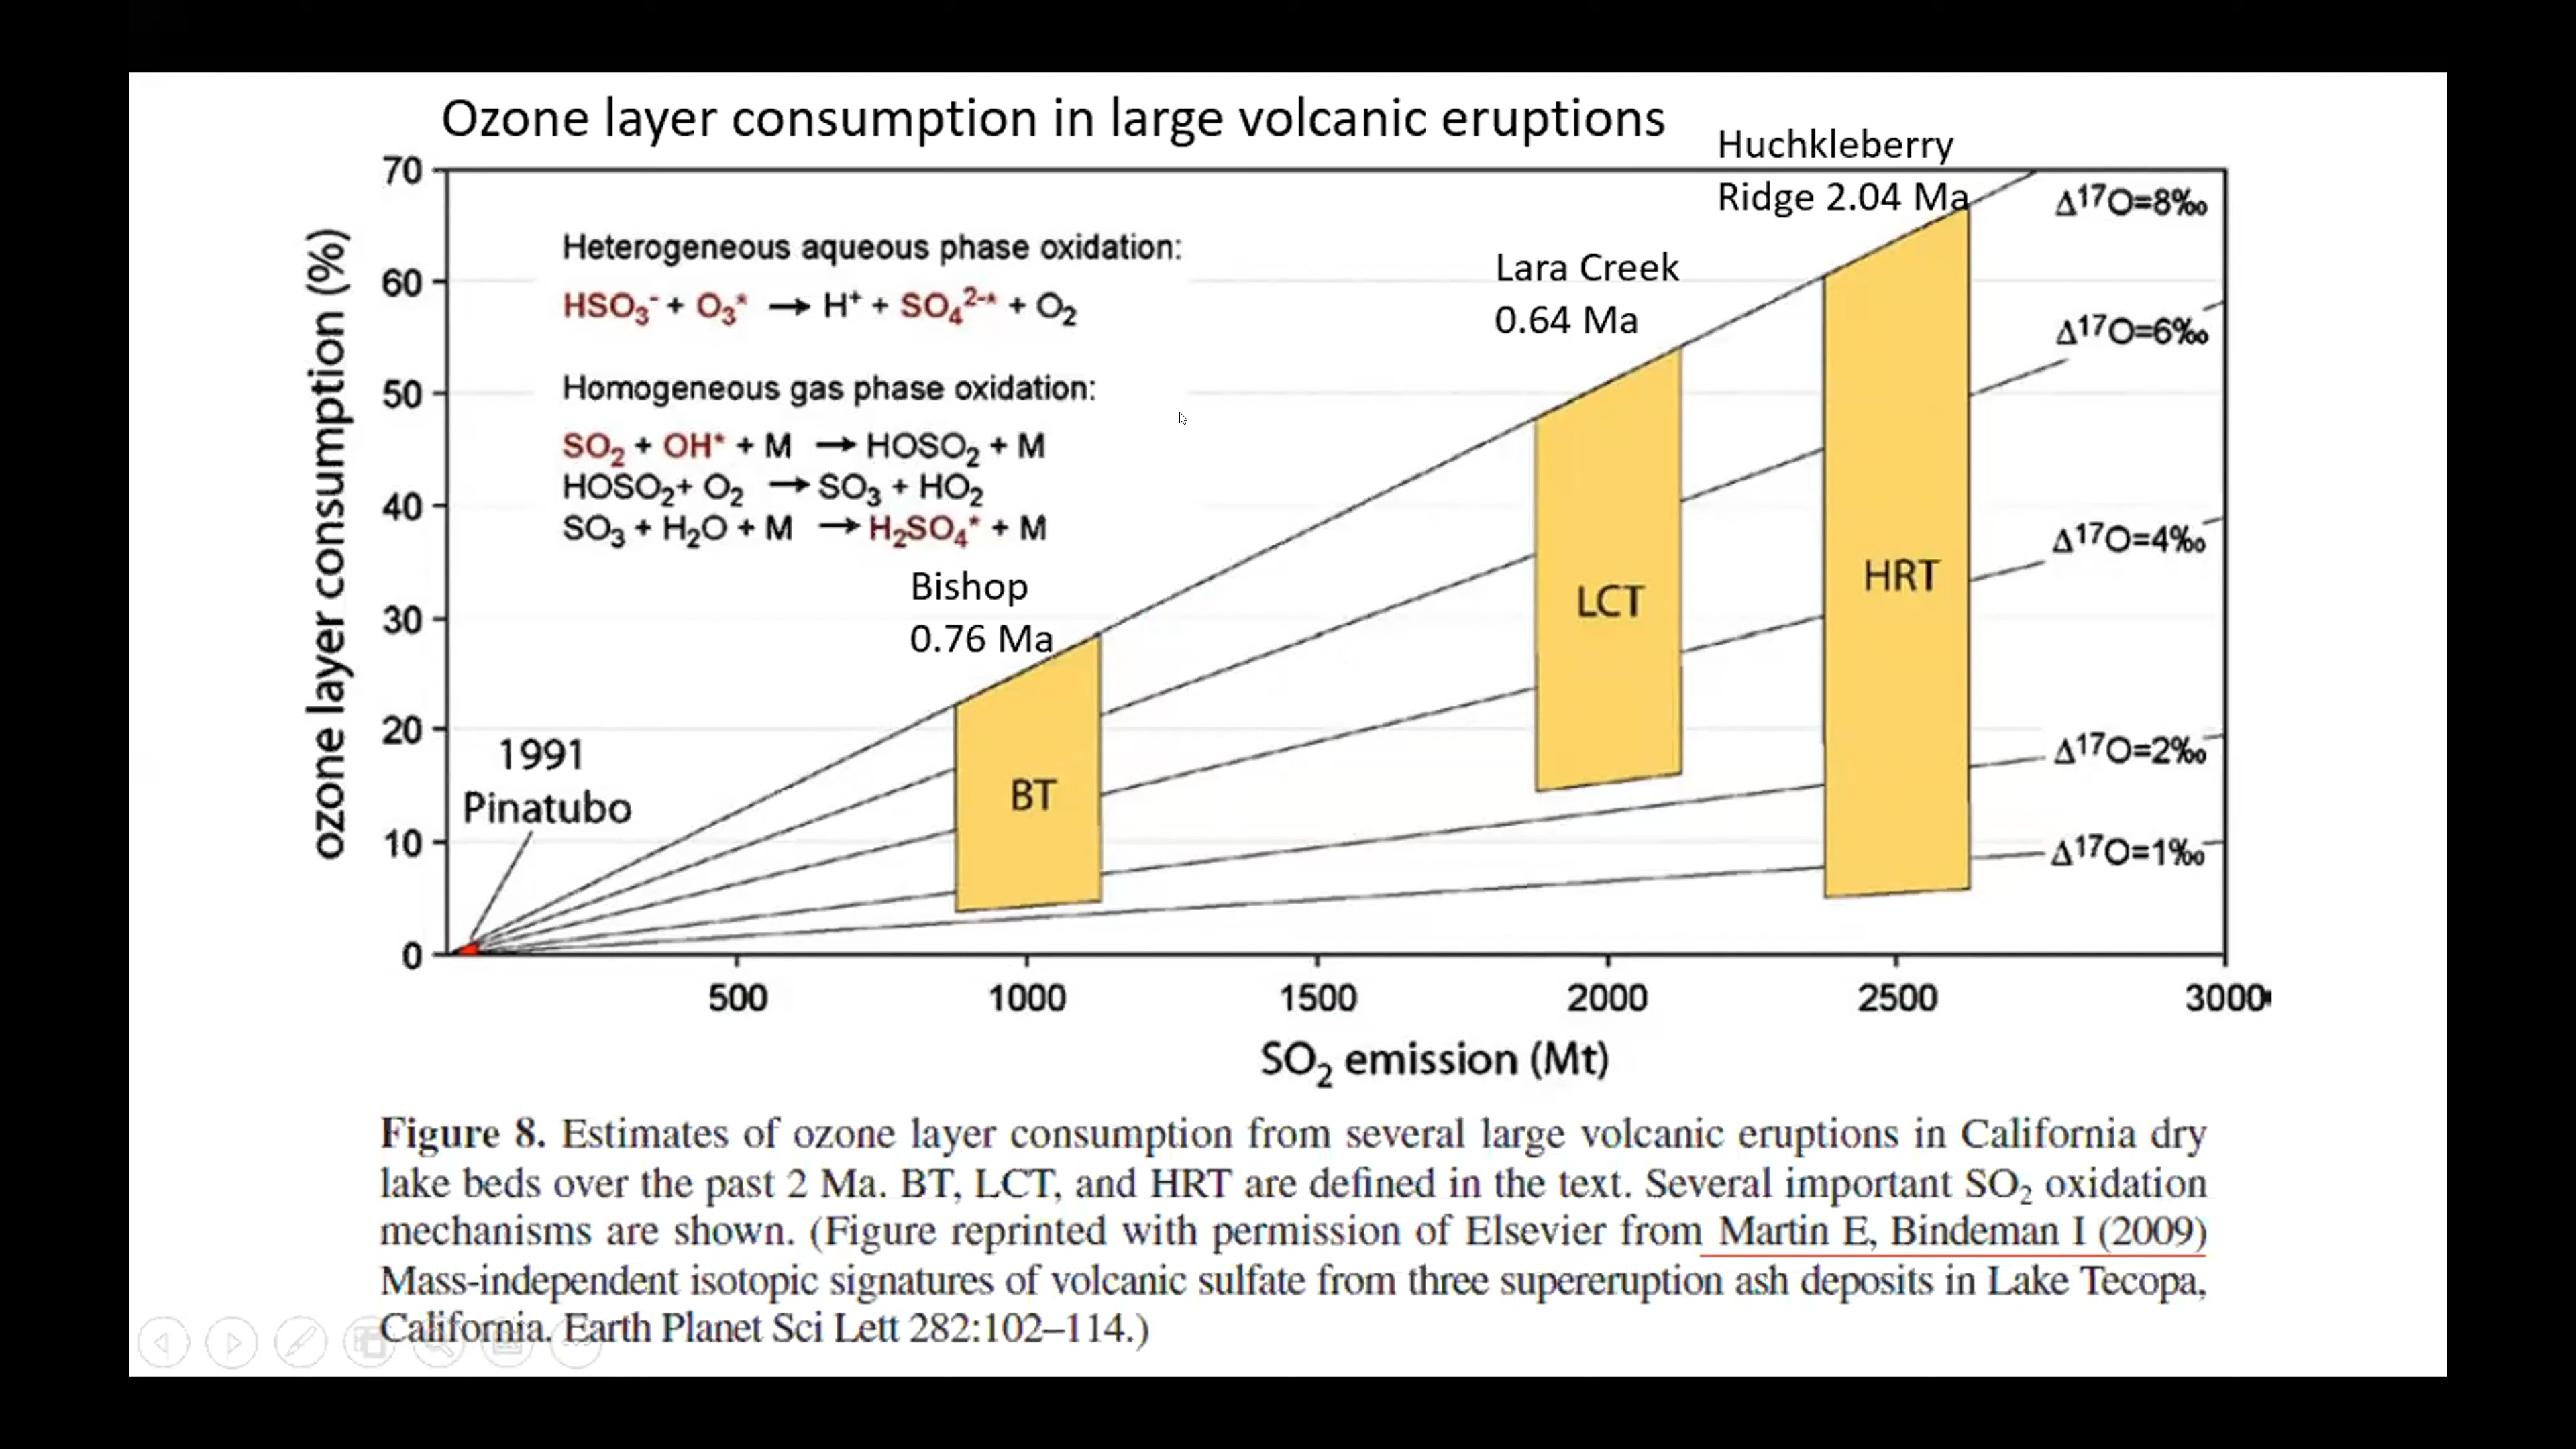 Ozone layer consumption in large volcanic eruptions
Huchkleberry
Ridge 2.04 Ma
70
60
50
40
30
20
10
0
ozone layer consumption (%)
Heterogeneous aqueous phase oxidation:
HSO₃⁻ + O₃* → H⁺ + SO₄²⁻* + O₂
Homogeneous gas phase oxidation:
SO₂ + OH* + M → HOSO₂ + M
HOSO₂+ O₂ → SO₃ + HO₂
SO₃ + H₂O + M → H₂SO₄* + M
Lara Creek
0.64 Ma
Bishop
0.76 Ma
1991
Pinatubo
BT
LCT
HRT
Δ¹⁷O=8‰
Δ¹⁷O=6‰
Δ¹⁷O=4‰
Δ¹⁷O=2‰
Δ¹⁷O=1‰
500 1000 1500 2000 2500 3000
SO₂ emission (Mt)
Figure 8. Estimates of ozone layer consumption from several large volcanic eruptions in California dry
lake beds over the past 2 Ma. BT, LCT, and HRT are defined in the text. Several important SO₂ oxidation
mechanisms are shown. (Figure reprinted with permission of Elsevier from Martin E, Bindeman I (2009)
Mass-independent isotopic signatures of volcanic sulfate from three supereruption ash deposits in Lake Tecopa,
California. Earth Planet Sci Lett 282:102–114.)